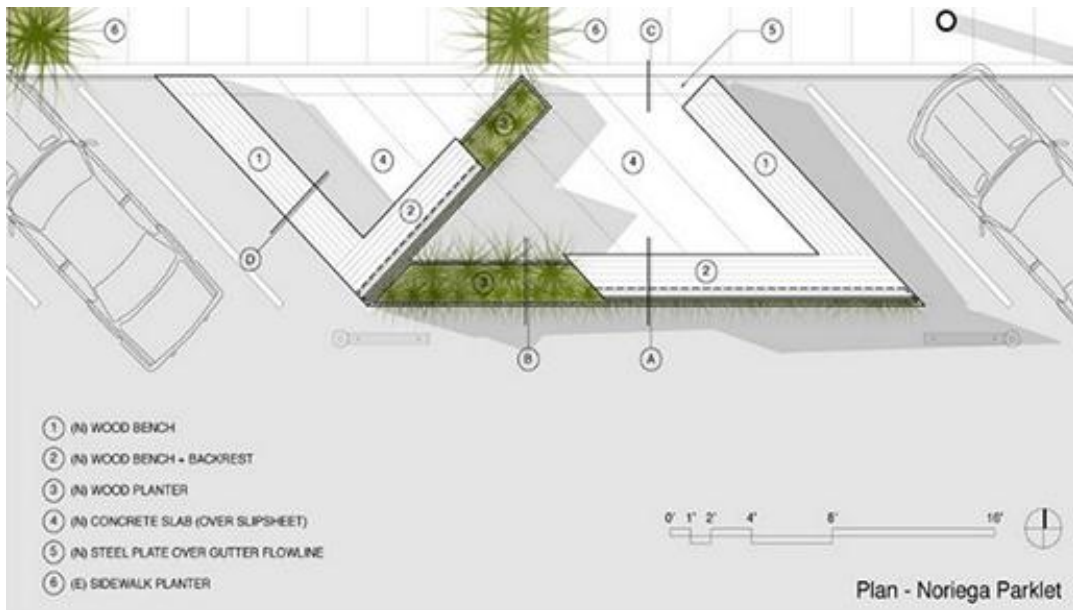 6
6
C
5
3
1
4
4
1
2
D
2
3
B
A
1 (N) WOOD BENCH
2 (N) WOOD BENCH + BACKREST
3 (N) WOOD PLANTER
4 (N) CONCRETE SLAB (OVER SLIPSHEET)
5 (N) STEEL PLATE OVER GUTTER FLOWLINE
6 (E) SIDEWALK PLANTER
0' 1' 2' 4' 8' 16'
Plan - Noriega Parklet